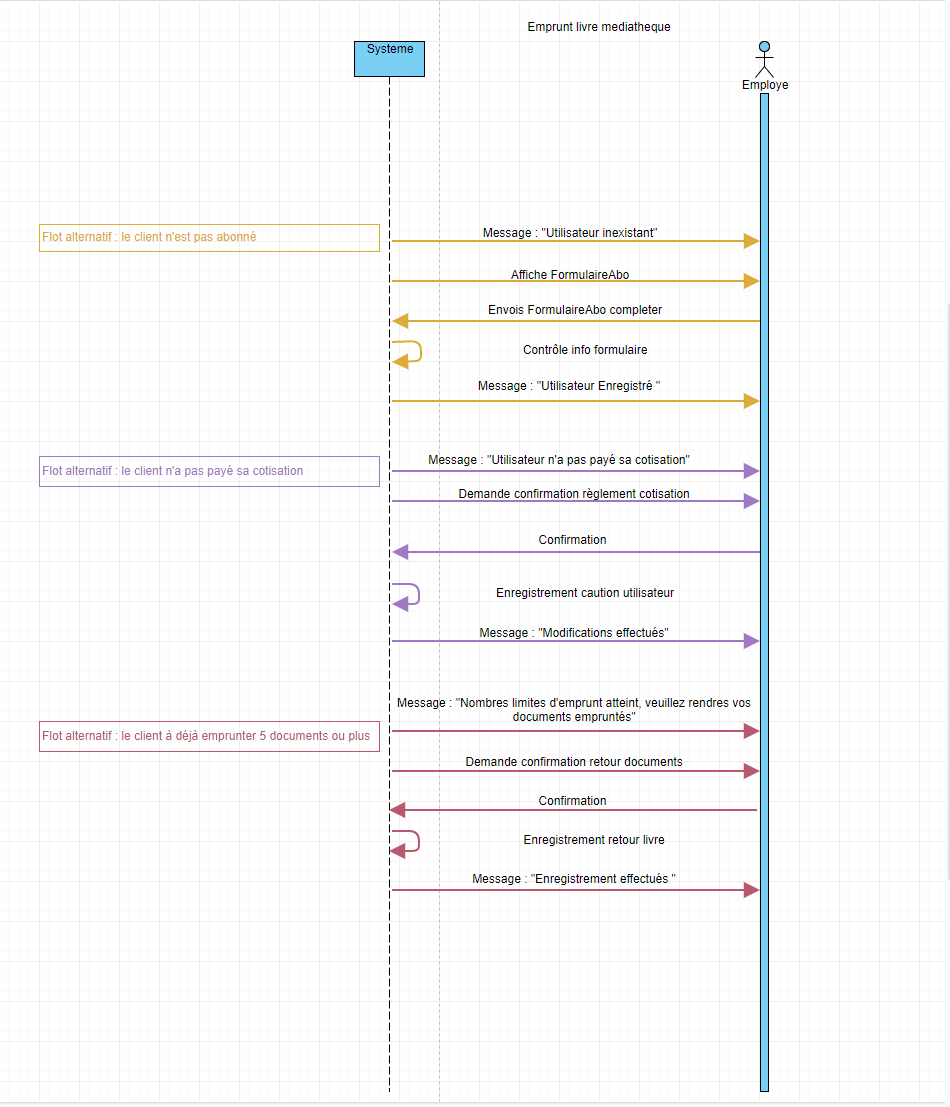 Emprunt livre mediatheque
Systeme
Employe
Flot alternatif : le client n'est pas abonné
Message : "Utilisateur inexistant"
Affiche FormulaireAbo
Envois FormulaireAbo completer
Contrôle info formulaire
Message : "Utilisateur Enregistré "
Flot alternatif : le client n'a pas payé sa cotisation
Message : "Utilisateur n'a pas payé sa cotisation"
Demande confirmation règlement cotisation
Confirmation
Enregistrement caution utilisateur
Message : "Modifications effectués"
Message : "Nombres limites d'emprunt atteint, veuillez rendres vos
documents empruntés"
Flot alternatif : le client à déjà emprunter 5 documents ou plus
Demande confirmation retour documents
Confirmation
Enregistrement retour livre
Message : "Enregistrement effectués "